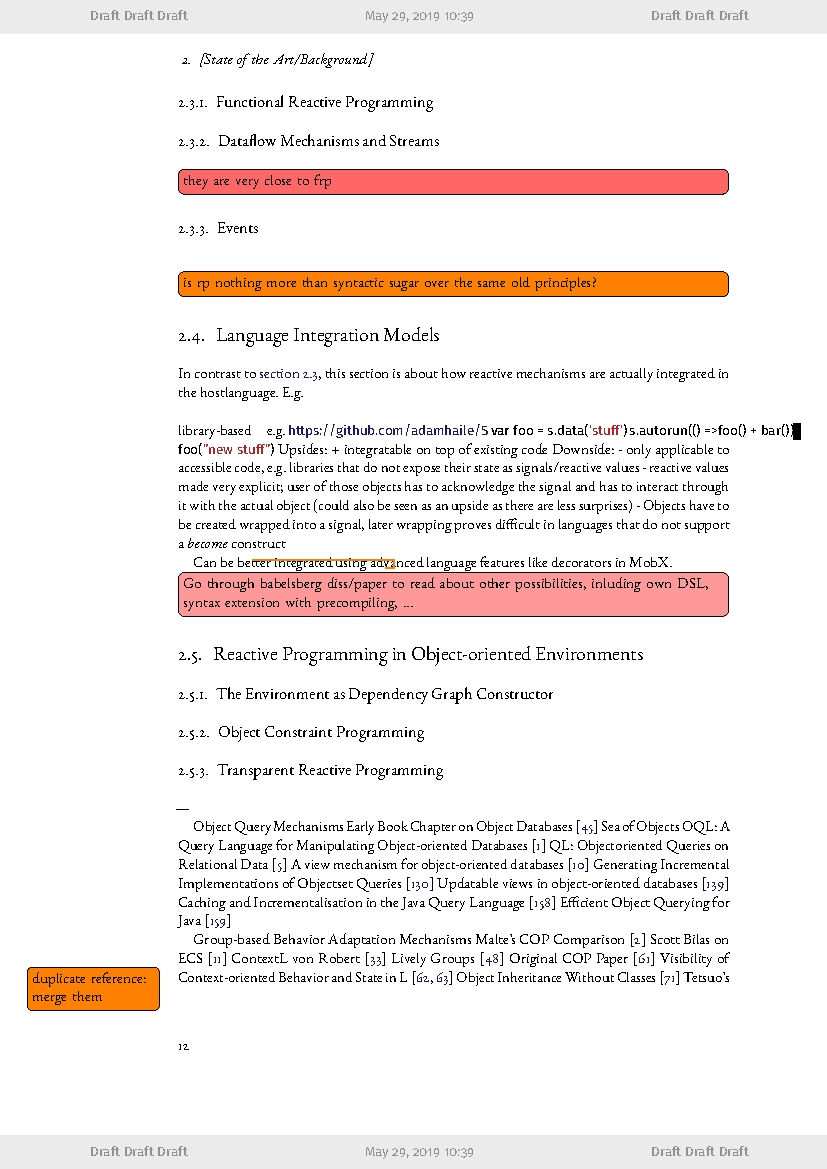 Draft Draft Draft May 29, 2019 10:39 Draft Draft Draft
2. [State of the Art/Background]
2.3.1. Functional Reactive Programming
2.3.2. Dataflow Mechanisms and Streams
they are very close to frp
2.3.3. Events
is rp nothing more than syntactic sugar over the same old principles?
2.4. Language Integration Models
In contrast to section 2.3, this section is about how reactive mechanisms are actually integrated in
the hostlanguage. E.g.
library-based e.g. https://github.com/adamhaile/S var foo = s.data('stuff') s.autorun(() =>foo() + bar())
foo("new stuff") Upsides: + integratable on top of existing code Downside: - only applicable to
accessible code, e.g. libraries that do not expose their state as signals/reactive values - reactive values
made very explicit; user of those objects has to acknowledge the signal and has to interact through
it with the actual object (could also be seen as an upside as there are less surprises) - Objects have to
be created wrapped into a signal, later wrapping proves difficult in languages that do not support
a become construct
Can be better integrated using advanced language features like decorators in MobX.
Go through babelsberg diss/paper to read about other possibilities, inluding own DSL,
syntax extension with precompiling, ...
2.5. Reactive Programming in Object-oriented Environments
2.5.1. The Environment as Dependency Graph Constructor
2.5.2. Object Constraint Programming
2.5.3. Transparent Reactive Programming
—
Object Query Mechanisms Early Book Chapter on Object Databases [45] Sea of Objects OQL: A
Query Language for Manipulating Object-oriented Databases [1] QL: Objectoriented Queries on
Relational Data [5] A view mechanism for object-oriented databases [10] Generating Incremental
Implementations of Objectset Queries [130] Updatable views in object-oriented databases [139]
Caching and Incrementalisation in the Java Query Language [158] Efficient Object Querying for
Java [159]
Group-based Behavior Adaptation Mechanisms Malte's COP Comparison [2] Scott Bilas on
ECS [11] ContextL von Robert [33] Lively Groups [48] Original COP Paper [61] Visibility of
Context-oriented Behavior and State in L [62, 63] Object Inheritance Without Classes [71] Tetsuo's
duplicate reference:
merge them
12
Draft Draft Draft May 29, 2019 10:39 Draft Draft Draft